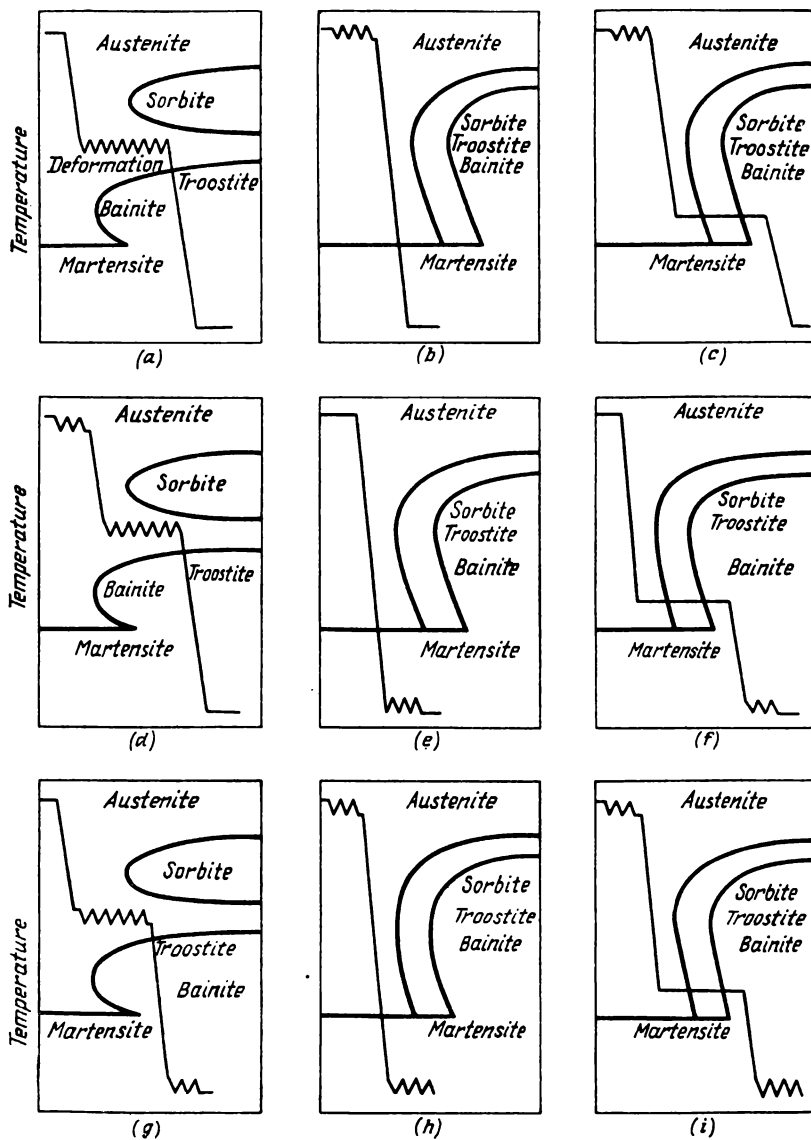 Temperature
Austenite
Sorbite
Deformation
Troostite
Bainite
Martensite
(a)
Austenite
Sorbite
Troostite
Bainite
Martensite
(b)
Austenite
Sorbite
Troostite
Bainite
Martensite
(c)
Temperature
Austenite
Sorbite
Bainite
Troostite
Martensite
(d)
Austenite
Sorbite
Troostite
Bainite
Martensite
(e)
Austenite
Sorbite
Troostite
Bainite
Martensite
(f)
Temperature
Austenite
Sorbite
Troostite
Bainite
Martensite
(g)
Austenite
Sorbite
Troostite
Bainite
Martensite
(h)
Austenite
Sorbite
Troostite
Bainite
Martensite
(i)